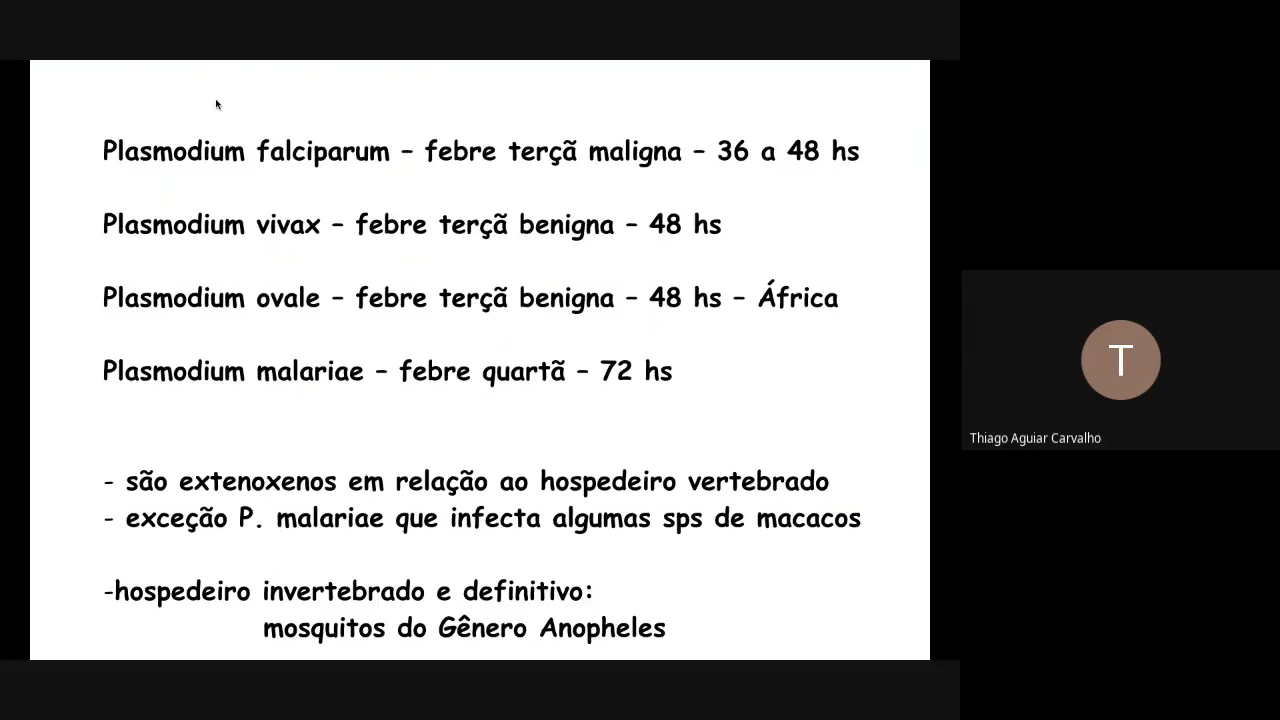 Plasmodium falciparum – febre terçã maligna – 36 a 48 hs
Plasmodium vivax – febre terçã benigna – 48 hs
Plasmodium ovale – febre terçã benigna – 48 hs – África
Plasmodium malariae – febre quartã – 72 hs
- são extenoxenos em relação ao hospedeiro vertebrado
- exceção P. malariae que infecta algumas sps de macacos
-hospedeiro invertebrado e definitivo:
mosquitos do Gênero Anopheles
T
Thiago Aguiar Carvalho